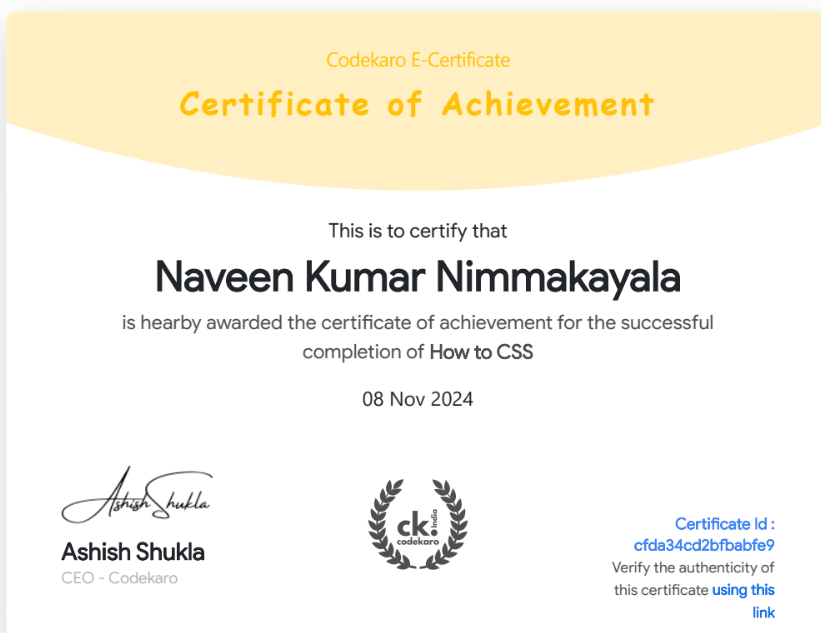 Codekaro E-Certificate
Certificate of Achievement
This is to certify that
Naveen Kumar Nimmakayala
is hearby awarded the certificate of achievement for the successful
completion of How to CSS
08 Nov 2024
Ashish Shukla
Ashish Shukla
CEO - Codekaro
ck. India
codekaro
Certificate Id :
cfda34cd2bfbabfe9
Verify the authenticity of
this certificate using this
link